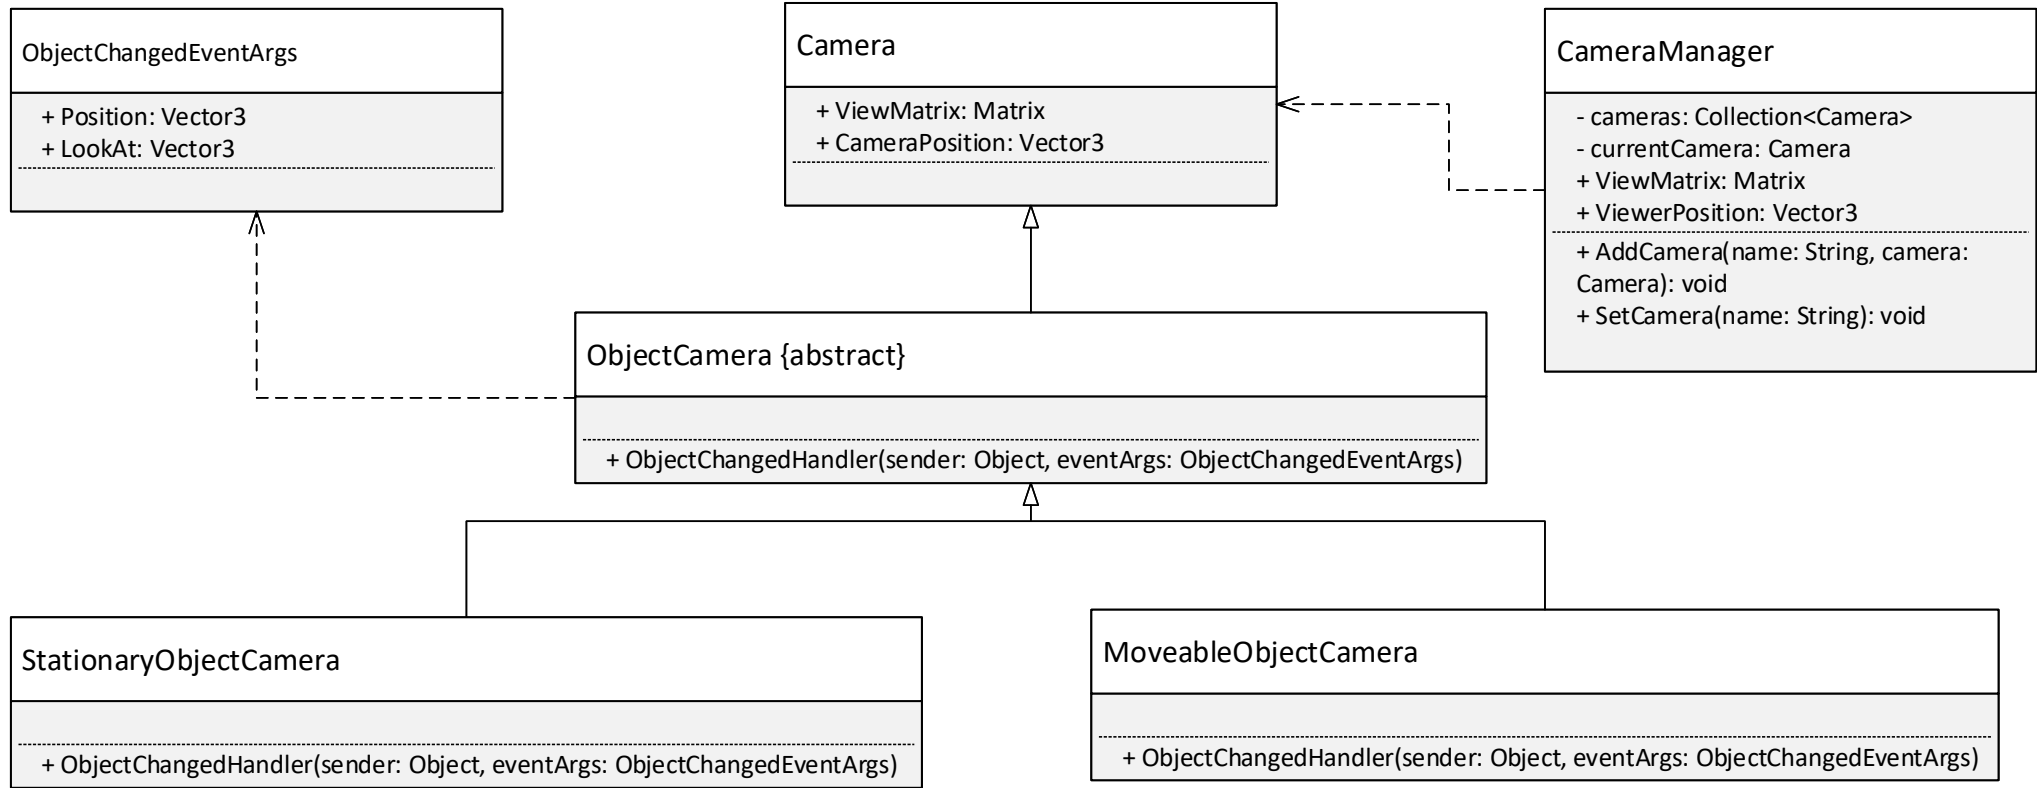 ObjectChangedEventArgs
+ Position: Vector3
+ LookAt: Vector3
Camera
+ ViewMatrix: Matrix
+ CameraPosition: Vector3
CameraManager
- cameras: Collection<Camera>
- currentCamera: Camera
+ ViewMatrix: Matrix
+ ViewerPosition: Vector3
+ AddCamera(name: String, camera:
Camera): void
+ SetCamera(name: String): void
ObjectCamera {abstract}
+ ObjectChangedHandler(sender: Object, eventArgs: ObjectChangedEventArgs)
StationaryObjectCamera
+ ObjectChangedHandler(sender: Object, eventArgs: ObjectChangedEventArgs)
MoveableObjectCamera
+ ObjectChangedHandler(sender: Object, eventArgs: ObjectChangedEventArgs)